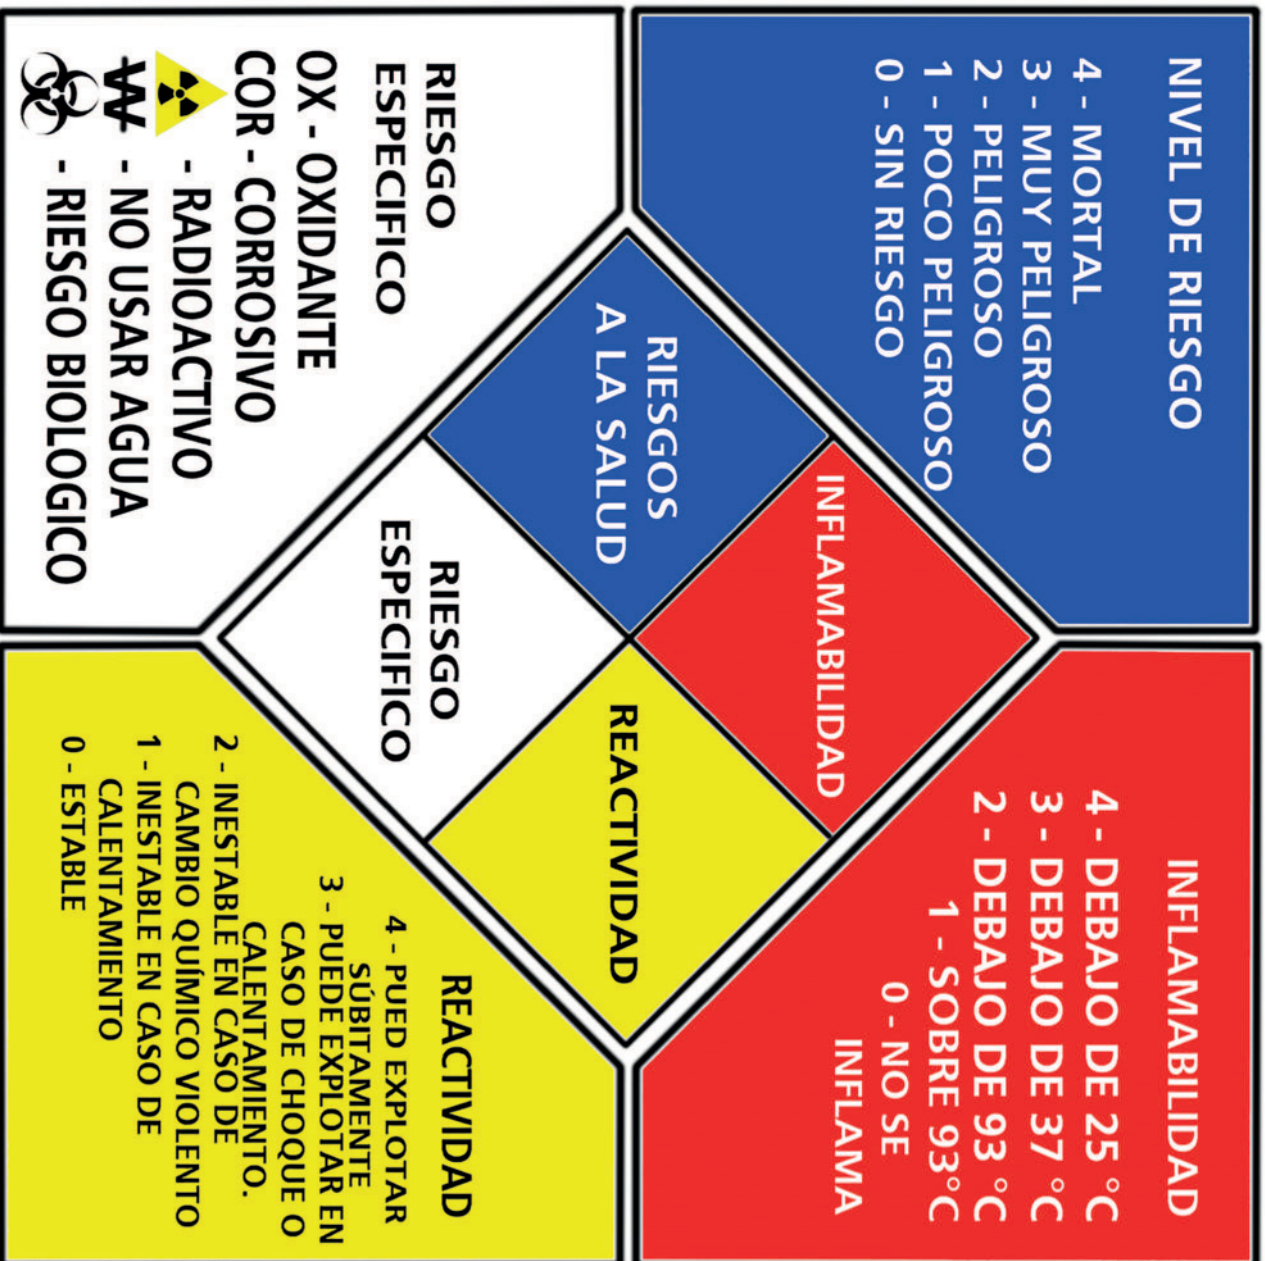 NIVEL DE RIESGO
4 - MORTAL
3 - MUY PELIGROSO
2 - PELIGROSO
1 - POCO PELIGROSO
0 - SIN RIESGO
INFLAMABILIDAD
4 - DEBAJO DE 25 °C
3 - DEBAJO DE 37 °C
2 - DEBAJO DE 93 °C
1 - SOBRE 93°C
0 - NO SE
INFLAMA
INFLAMABILIDAD
RIESGOS
A LA SALUD
REACTIVIDAD
RIESGO
ESPECIFICO
RIESGO
ESPECIFICO
OX - OXIDANTE
COR - CORROSIVO
- RADIOACTIVO
W - NO USAR AGUA
- RIESGO BIOLOGICO
REACTIVIDAD
4 - PUED EXPLOTAR
SÚBITAMENTE
3 - PUEDE EXPLOTAR EN
CASO DE CHOQUE O
CALENTAMIENTO.
2 - INESTABLE EN CASO DE
CAMBIO QUÍMICO VIOLENTO
1 - INESTABLE EN CASO DE
CALENTAMIENTO
0 - ESTABLE